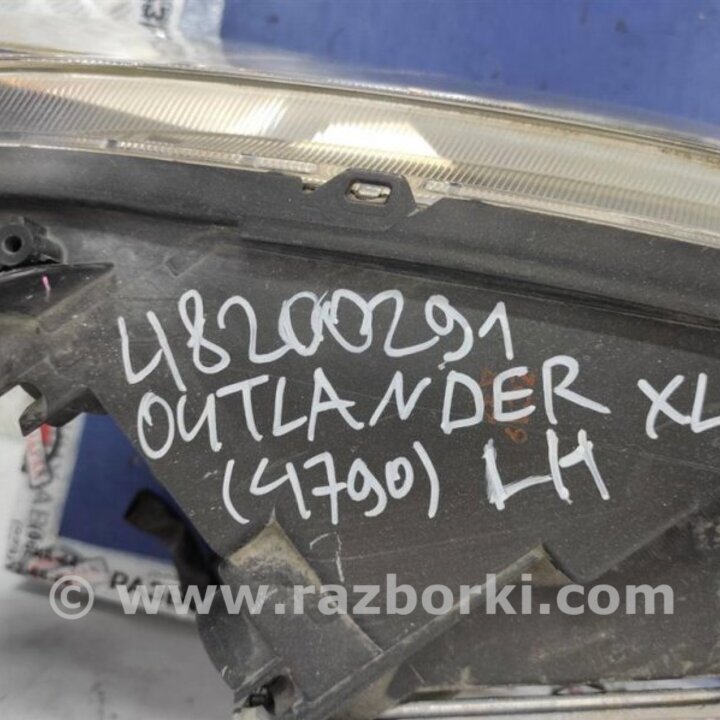 48200291
OUTLANDER XL
(4790) LH
© www.razborki.com